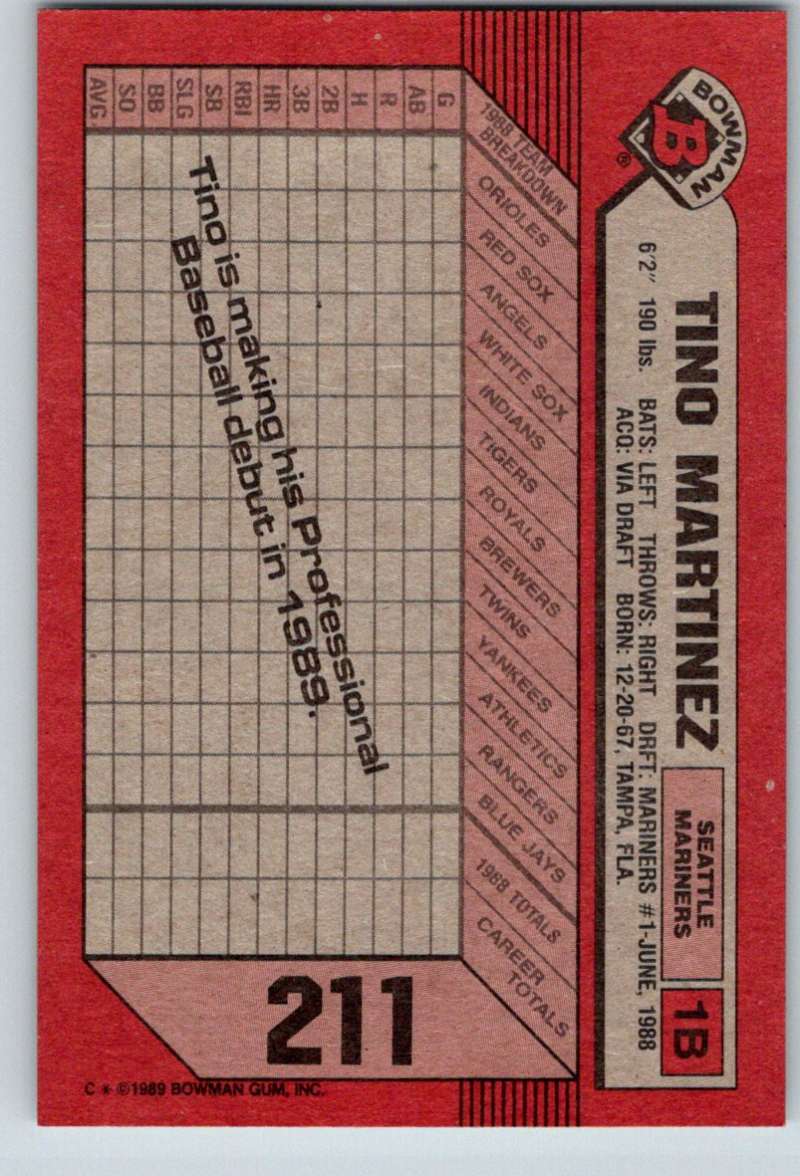 BOWMAN
B
®
TINO MARTINEZ
SEATTLE
MARINERS
1B
6'2" 190 lbs. BATS: LEFT THROWS: RIGHT DRFT: MARINERS #1-JUNE, 1988
ACQ: VIA DRAFT BORN: 12-20-67, TAMPA, FLA.
1988 TEAM
BREAKDOWN
ORIOLES
RED SOX
ANGELS
WHITE SOX
INDIANS
TIGERS
ROYALS
BREWERS
TWINS
YANKEES
ATHLETICS
RANGERS
BLUE JAYS
1988 TOTALS
CAREER
TOTALS
G
AB
R
H
2B
3B
HR
RBI
SB
SLG
BB
SO
AVG
Tino is making his Professional
Baseball debut in 1989.
211
C * ©1989 BOWMAN GUM, INC.